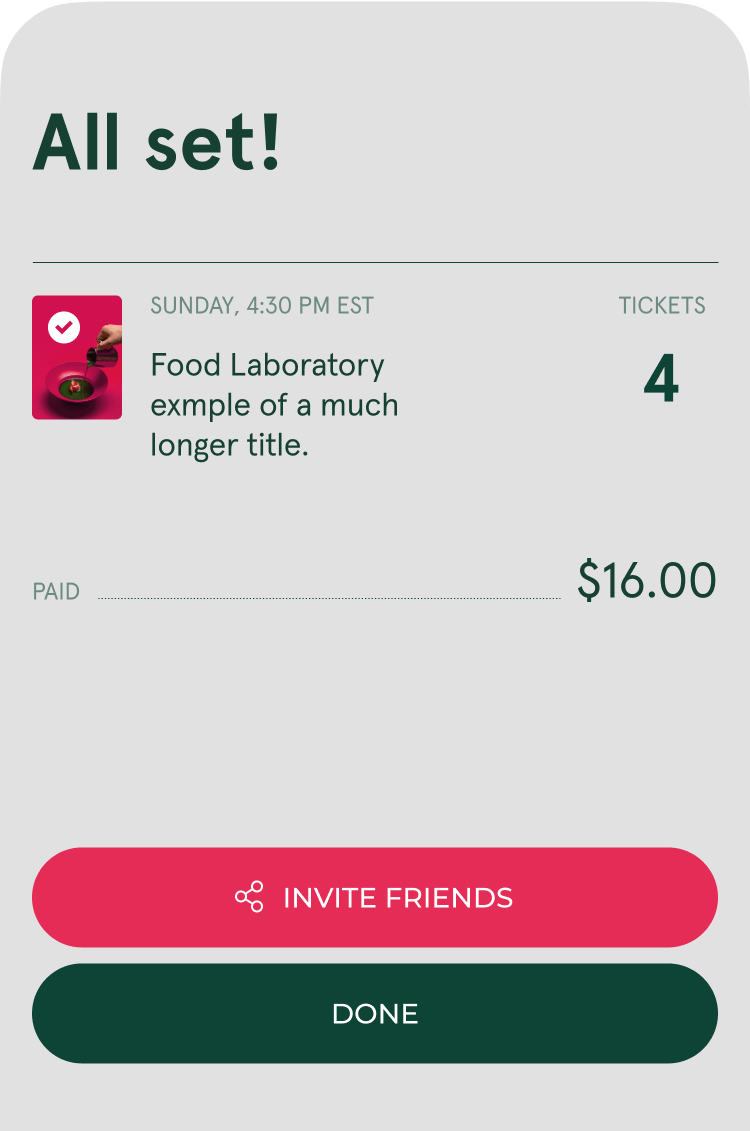 All set!
SUNDAY, 4:30 PM EST
TICKETS
Food Laboratory
exmple of a much
longer title.
4
PAID
$16.00
INVITE FRIENDS
DONE